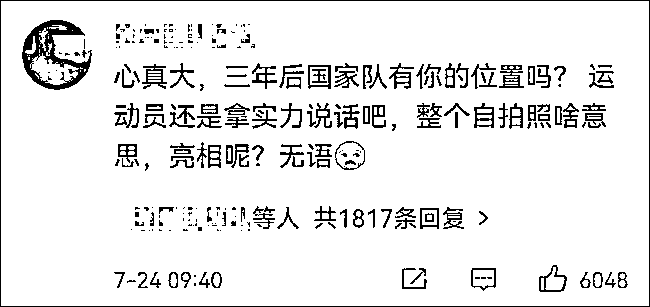 心真大，三年后国家队有你的位置吗？ 运
动员还是拿实力说话吧，整个自拍照啥意
思，亮相呢？无语
等人 共1817条回复 >
7-24 09:40 6048